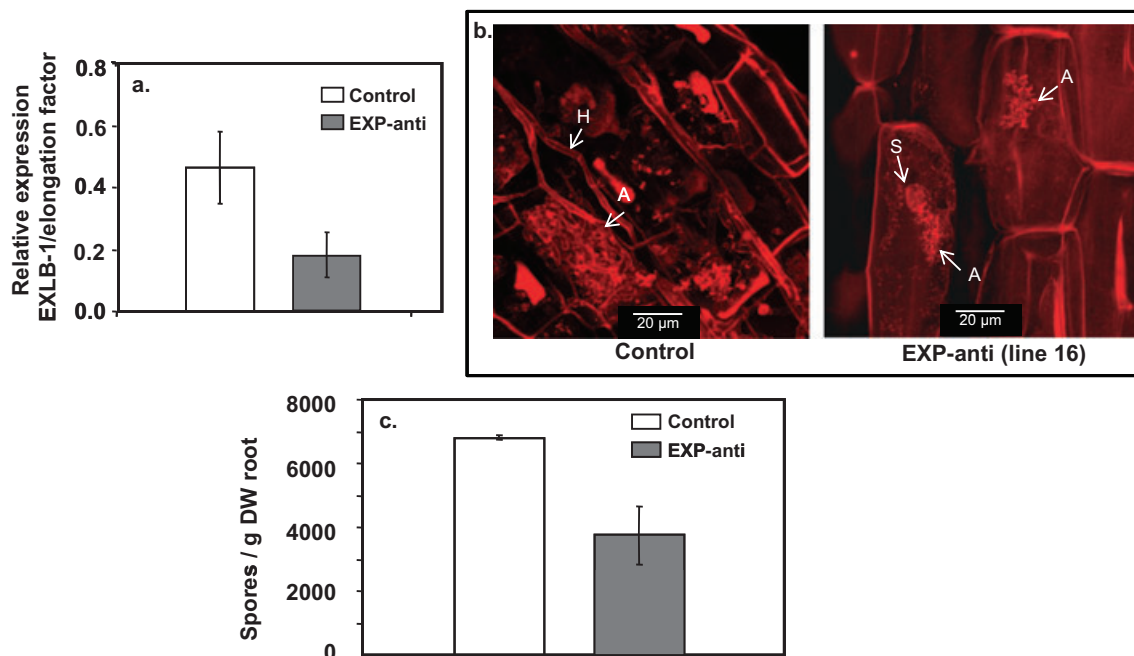 a.
Relative expression
EXLB-1/elongation factor
0.8
0.6
0.4
0.2
0.0
Control
EXP-anti
b.
H
A
20 µm
Control
A
S
A
20 µm
EXP-anti (line 16)
c.
Spores / g DW root
8000
6000
4000
2000
0
Control
EXP-anti